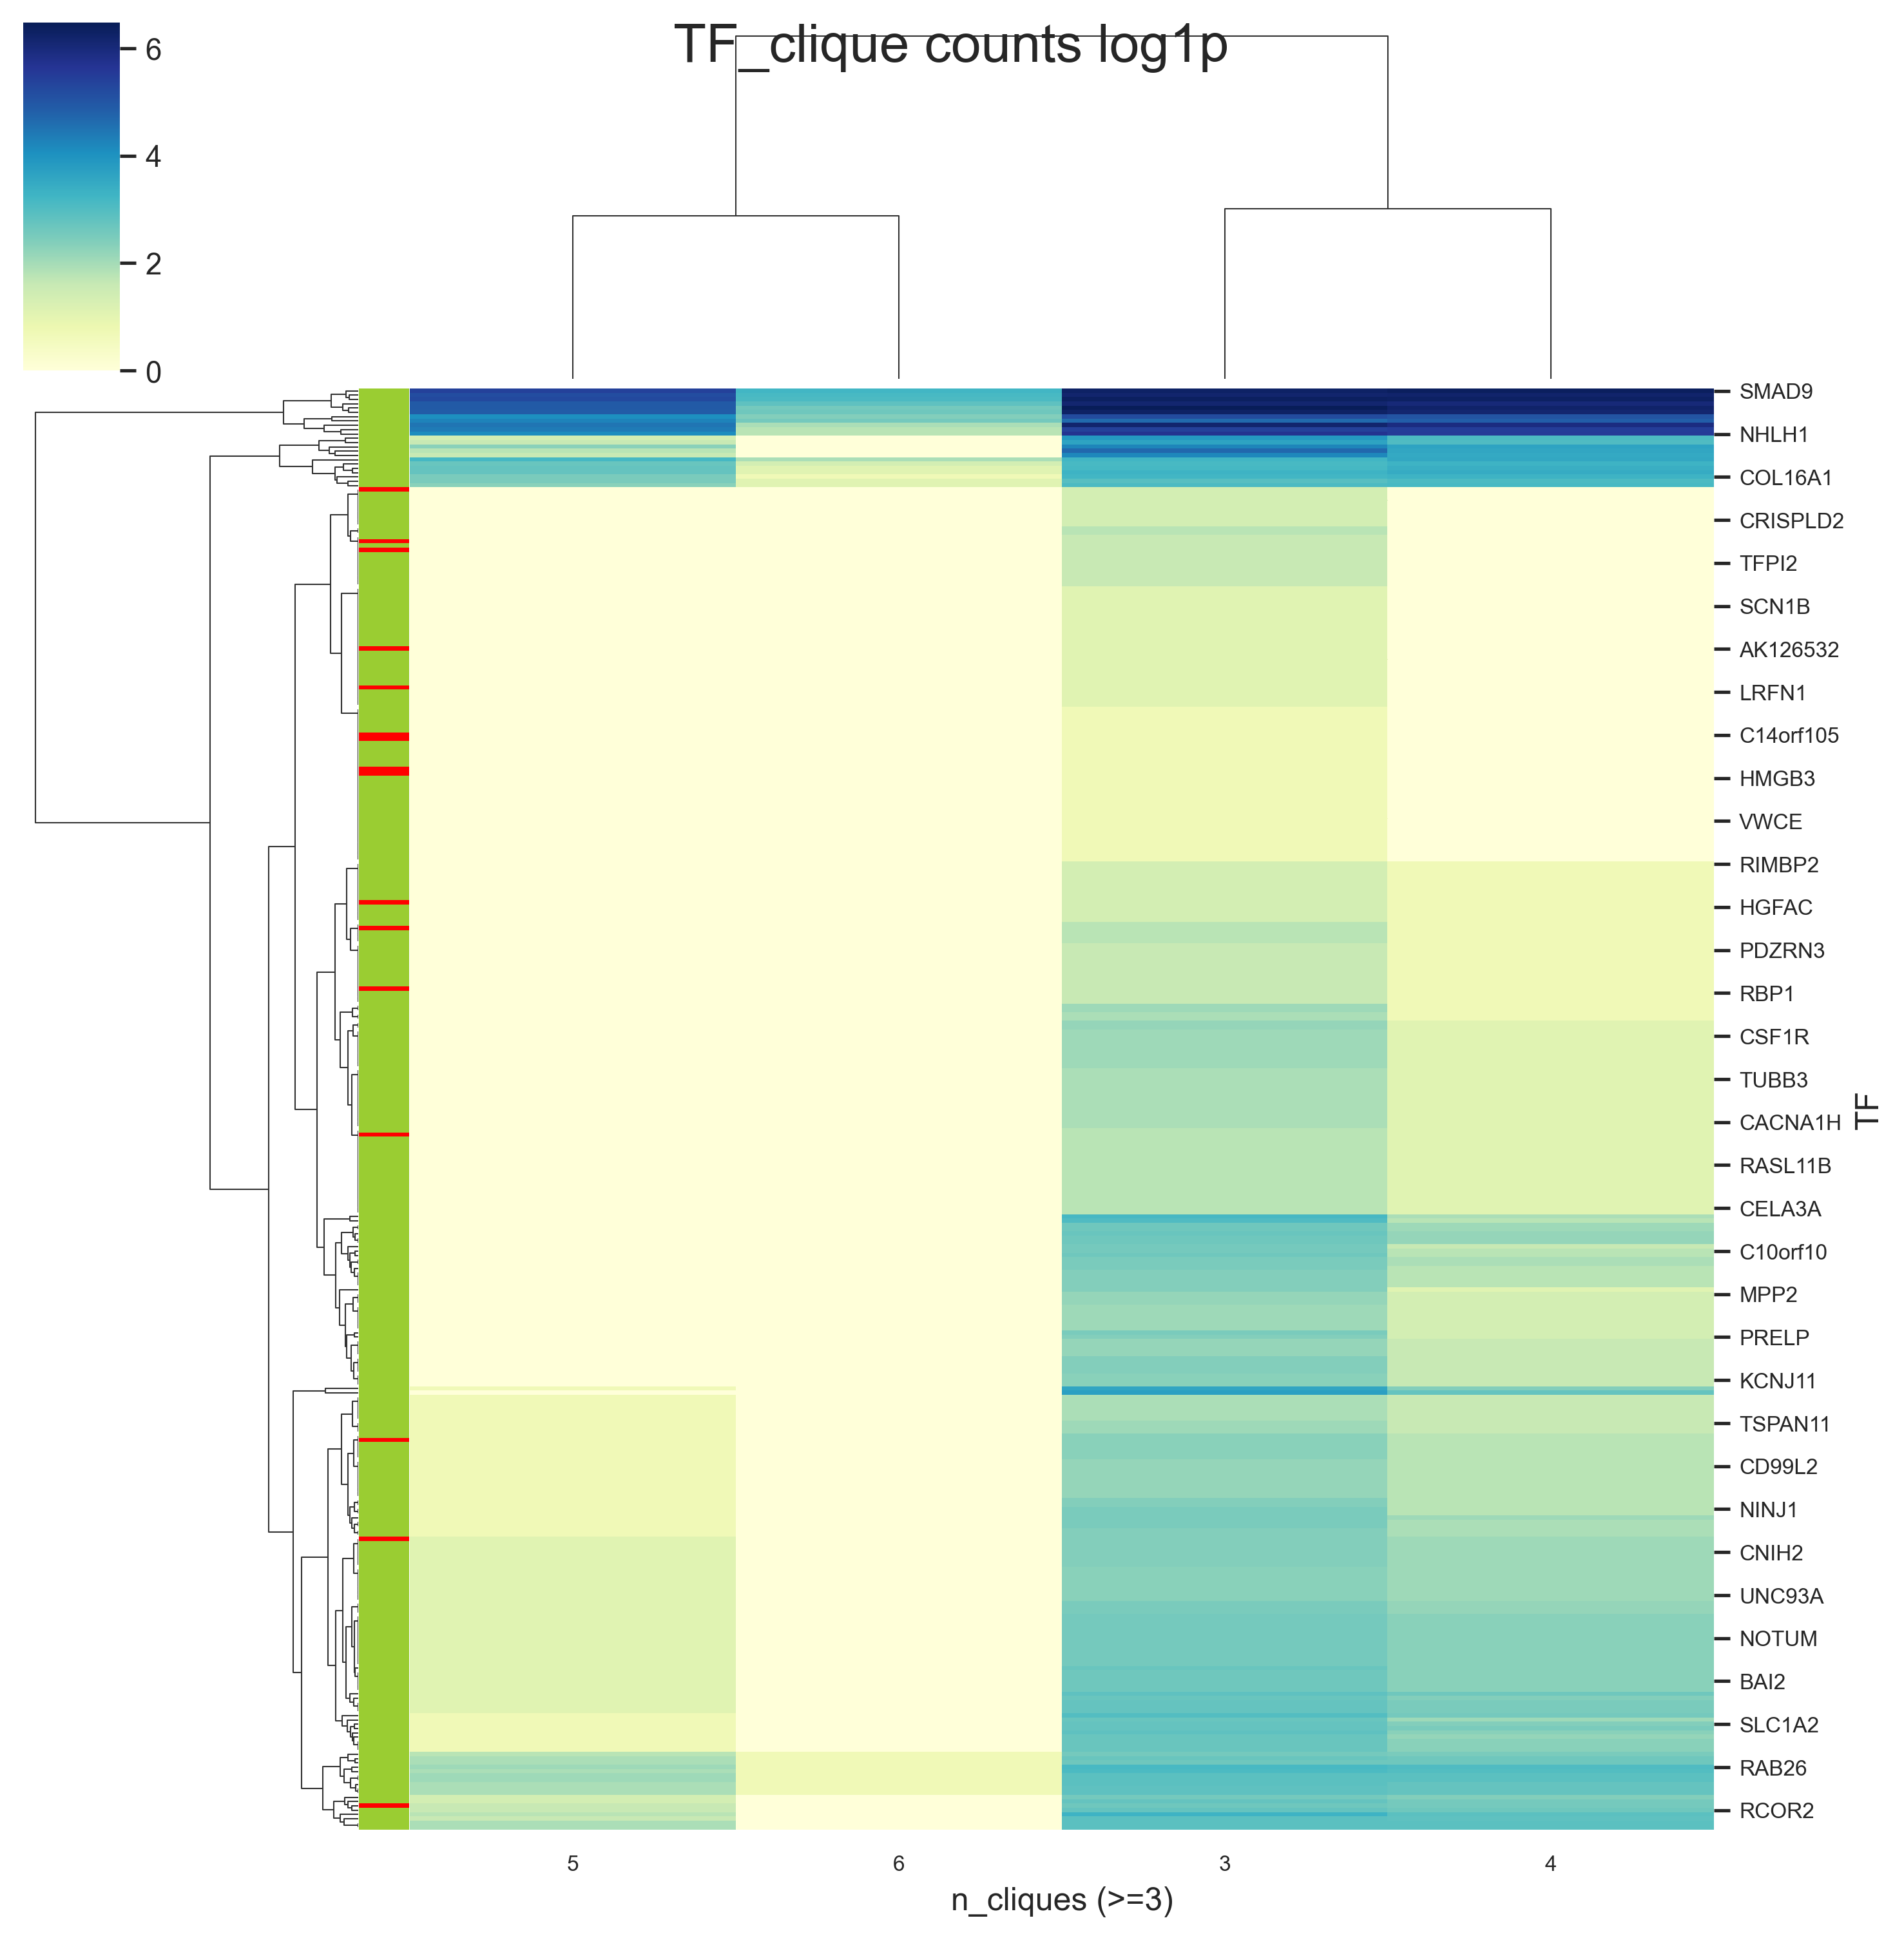 TF_clique counts log1p
6
4
2
0
SMAD9
NHLH1
COL16A1
CRISPLD2
TFPI2
SCN1B
AK126532
LRFN1
C14orf105
HMGB3
VWCE
RIMBP2
HGFAC
PDZRN3
RBP1
CSF1R
TUBB3
CACNA1H
RASL11B
CELA3A
C10orf10
MPP2
PRELP
KCNJ11
TSPAN11
CD99L2
NINJ1
CNIH2
UNC93A
NOTUM
BAI2
SLC1A2
RAB26
RCOR2
TF
5 6 3 4
n_cliques (>=3)